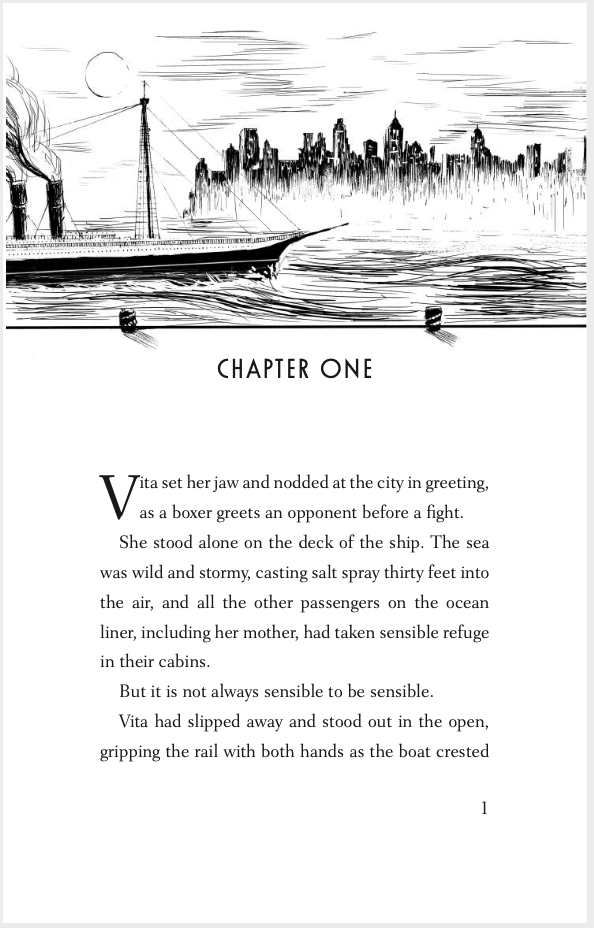 CHAPTER ONE
Vita set her jaw and nodded at the city in greeting,
as a boxer greets an opponent before a fight.
She stood alone on the deck of the ship. The sea
was wild and stormy, casting salt spray thirty feet into
the air, and all the other passengers on the ocean
liner, including her mother, had taken sensible refuge
in their cabins.
But it is not always sensible to be sensible.
Vita had slipped away and stood out in the open,
gripping the rail with both hands as the boat crested
1